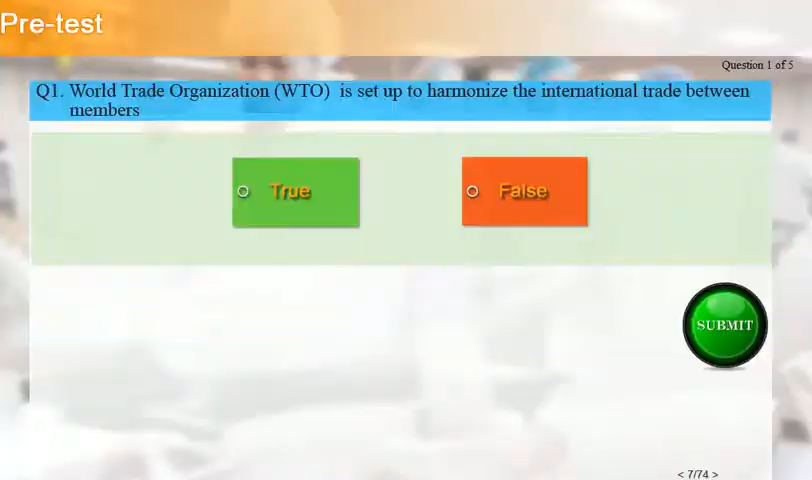 Pre-test
Question 1 of 5
Q1. World Trade Organization (WTO)  is set up to harmonize the international trade between
members
True
False
SUBMIT
< 7/74 >